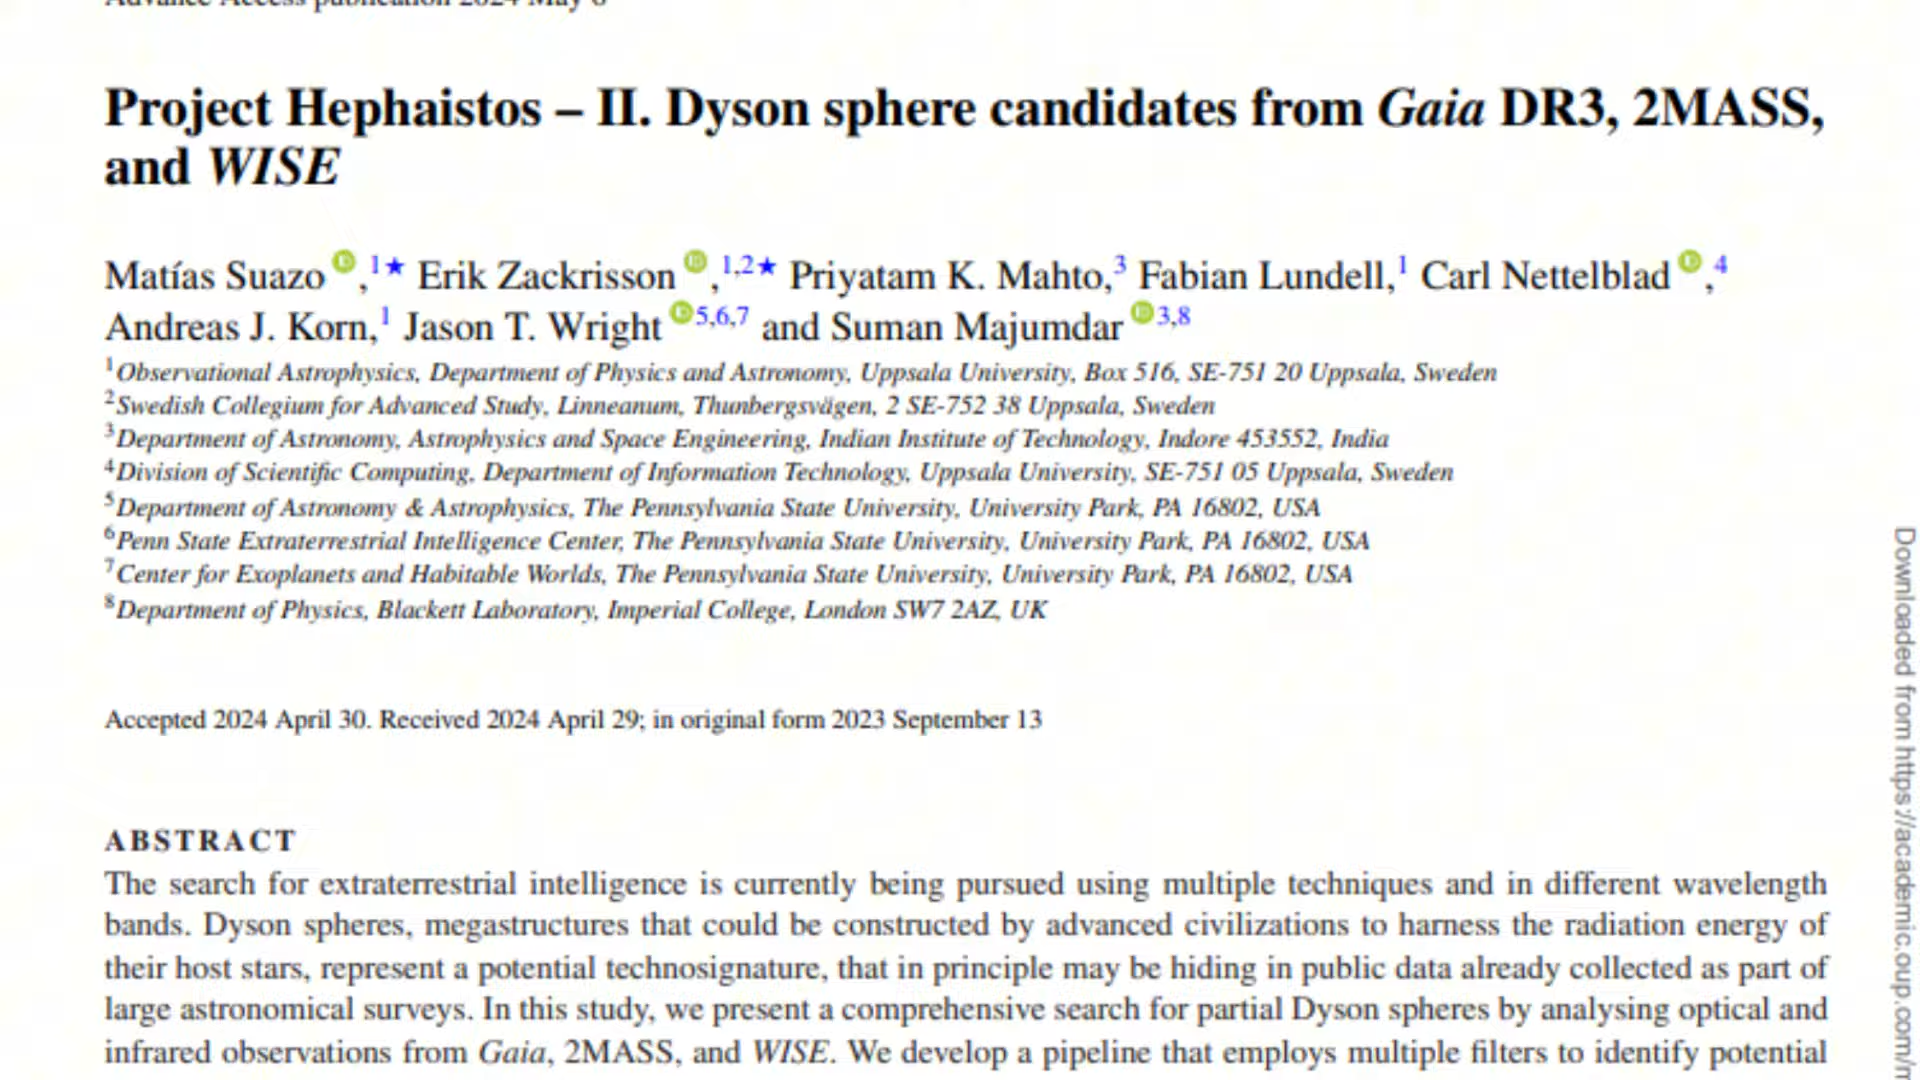 Advance Access publication 2024 May 6
Project Hephaistos – II. Dyson sphere candidates from Gaia DR3, 2MASS,
and WISE
Matías Suazo ,1★ Erik Zackrisson ,1,2★ Priyatam K. Mahto,3 Fabian Lundell,1 Carl Nettelblad ,4
Andreas J. Korn,1 Jason T. Wright 5,6,7 and Suman Majumdar 3,8
1Observational Astrophysics, Department of Physics and Astronomy, Uppsala University, Box 516, SE-751 20 Uppsala, Sweden
2Swedish Collegium for Advanced Study, Linneanum, Thunbergsvägen, 2 SE-752 38 Uppsala, Sweden
3Department of Astronomy, Astrophysics and Space Engineering, Indian Institute of Technology, Indore 453552, India
4Division of Scientific Computing, Department of Information Technology, Uppsala University, SE-751 05 Uppsala, Sweden
5Department of Astronomy & Astrophysics, The Pennsylvania State University, University Park, PA 16802, USA
6Penn State Extraterrestrial Intelligence Center, The Pennsylvania State University, University Park, PA 16802, USA
7Center for Exoplanets and Habitable Worlds, The Pennsylvania State University, University Park, PA 16802, USA
8Department of Physics, Blackett Laboratory, Imperial College, London SW7 2AZ, UK
Accepted 2024 April 30. Received 2024 April 29; in original form 2023 September 13
ABSTRACT
The search for extraterrestrial intelligence is currently being pursued using multiple techniques and in different wavelength
bands. Dyson spheres, megastructures that could be constructed by advanced civilizations to harness the radiation energy of
their host stars, represent a potential technosignature, that in principle may be hiding in public data already collected as part of
large astronomical surveys. In this study, we present a comprehensive search for partial Dyson spheres by analysing optical and
infrared observations from Gaia, 2MASS, and WISE. We develop a pipeline that employs multiple filters to identify potential
Downloaded from https://academic.oup.com/m